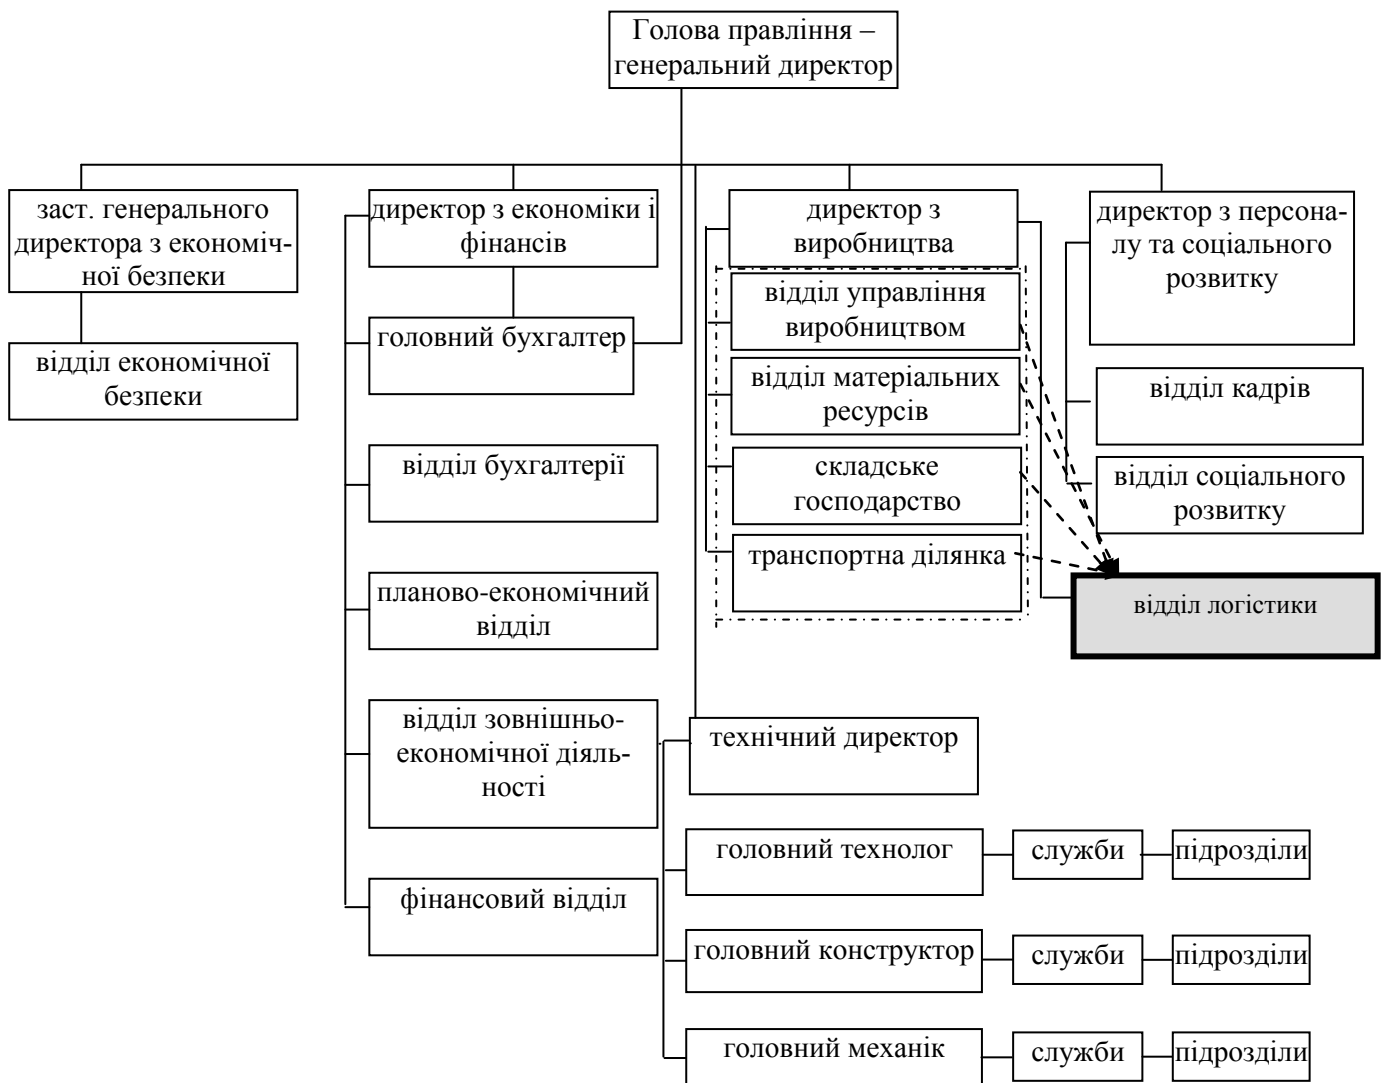 Голова правління –
генеральний директор
заст. генерального
директора з економіч-
ної безпеки
директор з економіки і
фінансів
директор з
виробництва
директор з персона-
лу та соціального
розвитку
відділ економічної
безпеки
головний бухгалтер
відділ управління
виробництвом
відділ матеріальних
ресурсів
відділ кадрів
відділ бухгалтерії
складське
господарство
відділ соціального
розвитку
транспортна ділянка
відділ логістики
планово-економічний
відділ
відділ зовнішньо-
економічної діяль-
ності
технічний директор
фінансовий відділ
головний технолог
служби
підрозділи
головний конструктор
служби
підрозділи
головний механік
служби
підрозділи